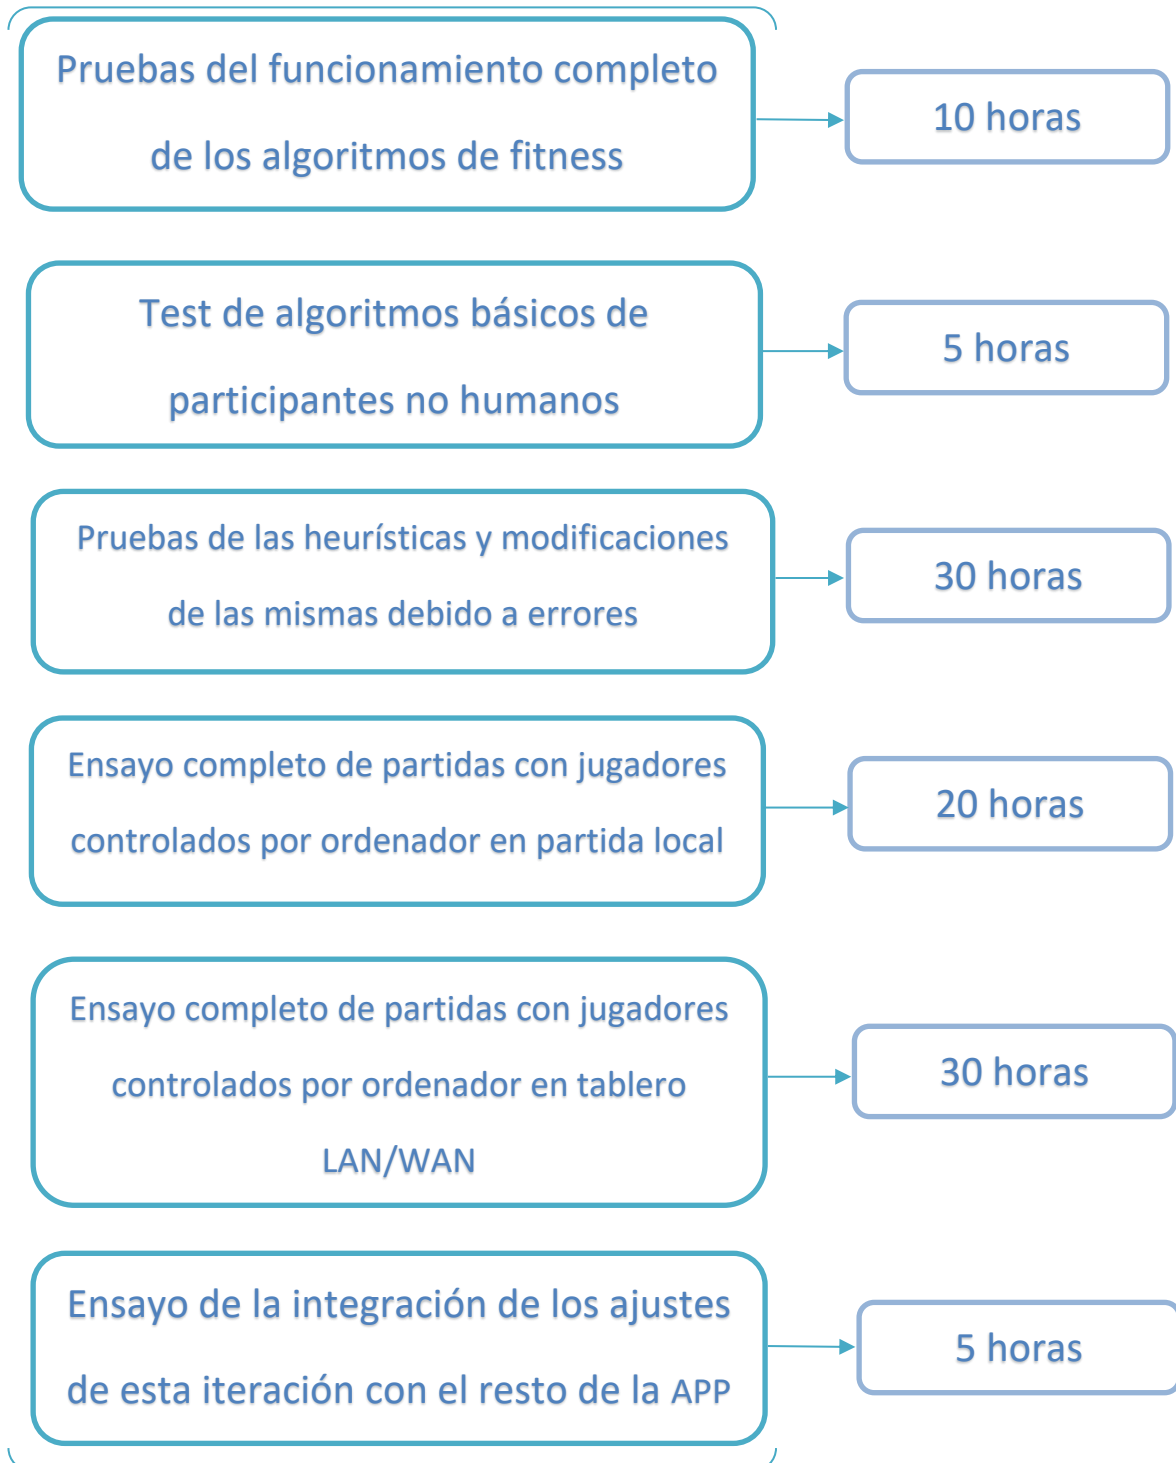 Pruebas del funcionamiento completo
de los algoritmos de fitness
10 horas
Test de algoritmos básicos de
participantes no humanos
5 horas
Pruebas de las heurísticas y modificaciones
de las mismas debido a errores
30 horas
Ensayo completo de partidas con jugadores
controlados por ordenador en partida local
20 horas
Ensayo completo de partidas con jugadores
controlados por ordenador en tablero
LAN/WAN
30 horas
Ensayo de la integración de los ajustes
de esta iteración con el resto de la APP
5 horas